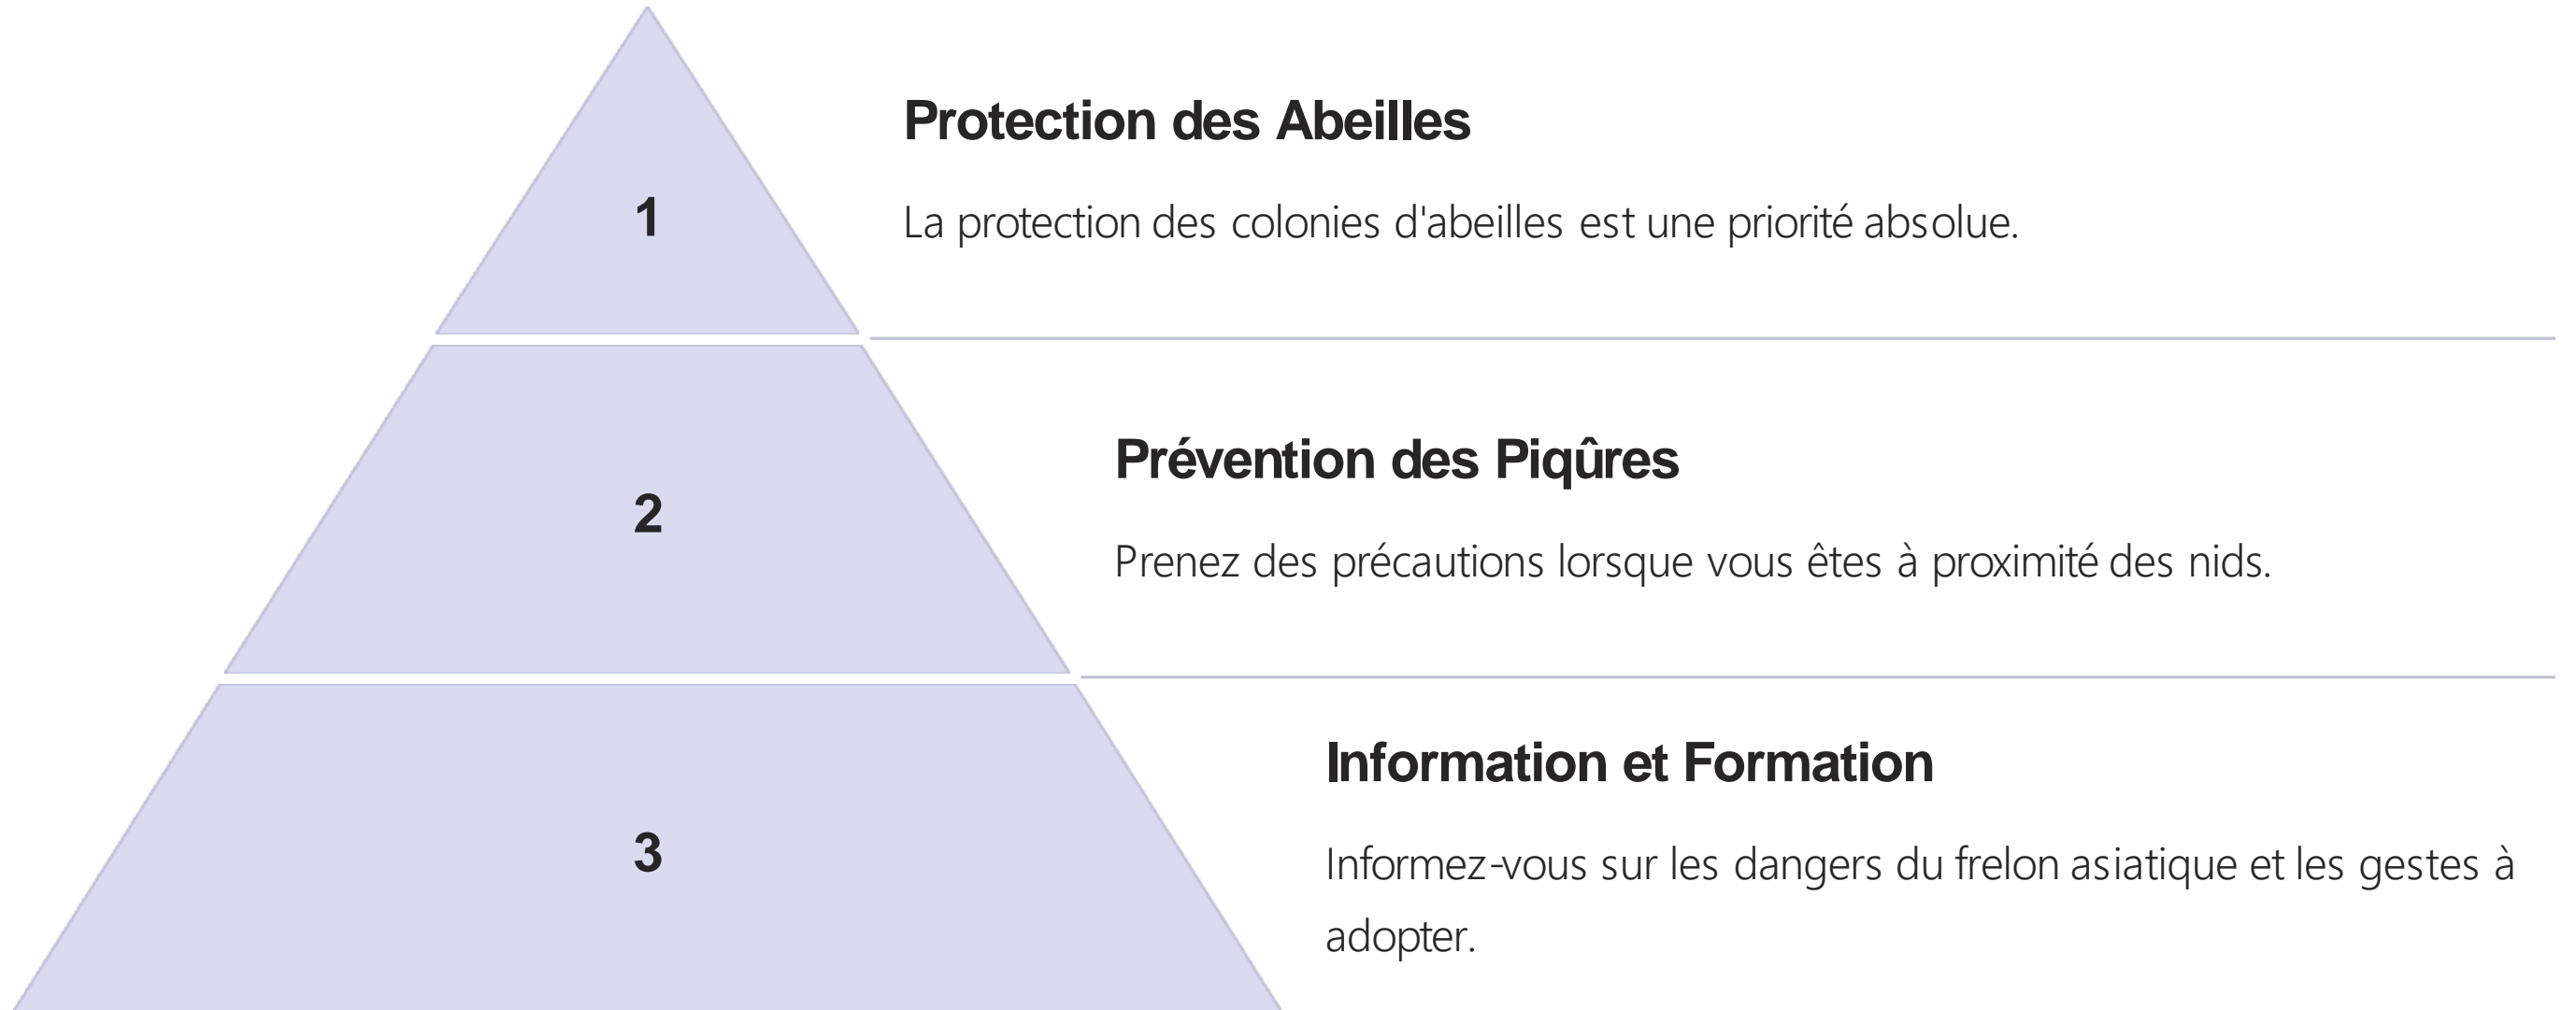 1
Protection des Abeilles
La protection des colonies d'abeilles est une priorité absolue.
2
Prévention des Piqûres
Prenez des précautions lorsque vous êtes à proximité des nids.
3
Information et Formation
Informez-vous sur les dangers du frelon asiatique et les gestes à
adopter.